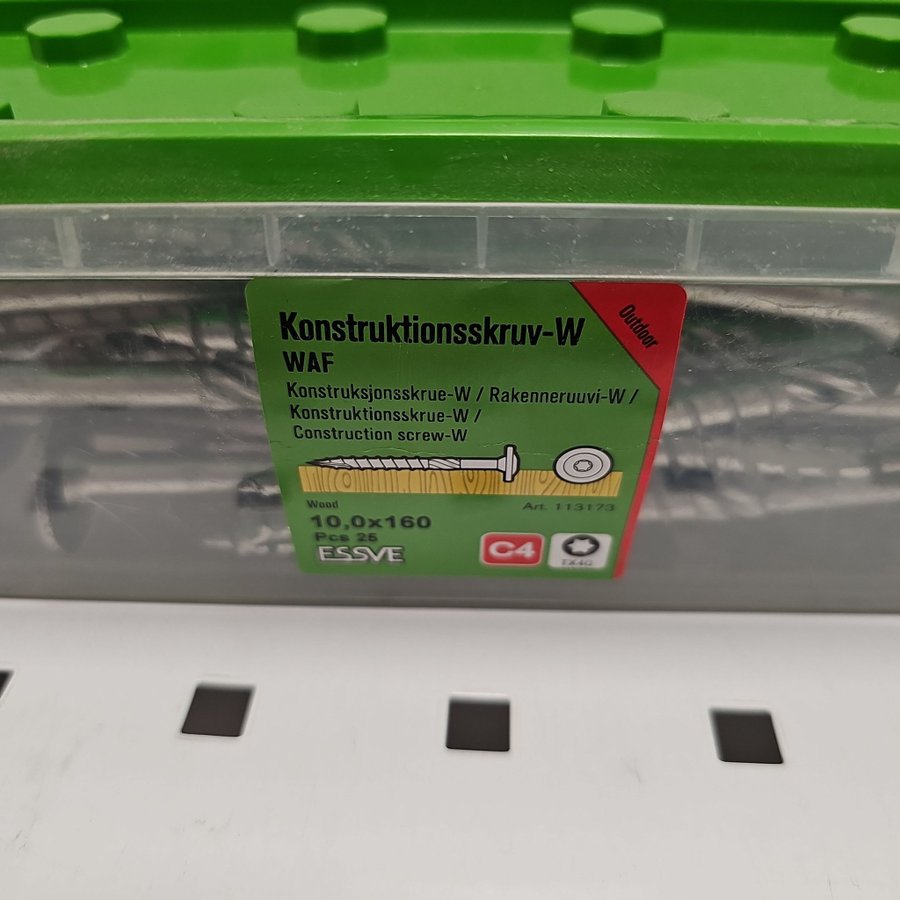 Konstruktionsskruv-W
Outdoor
WAF
Konstruksjonsskrue-W / Rakenneruuvi-W /
Konstruktionsskrue-W /
Construction screw-W
Wood
Art. 113173
10,0x160
Pcs 25
ESSVE
C4
TX40